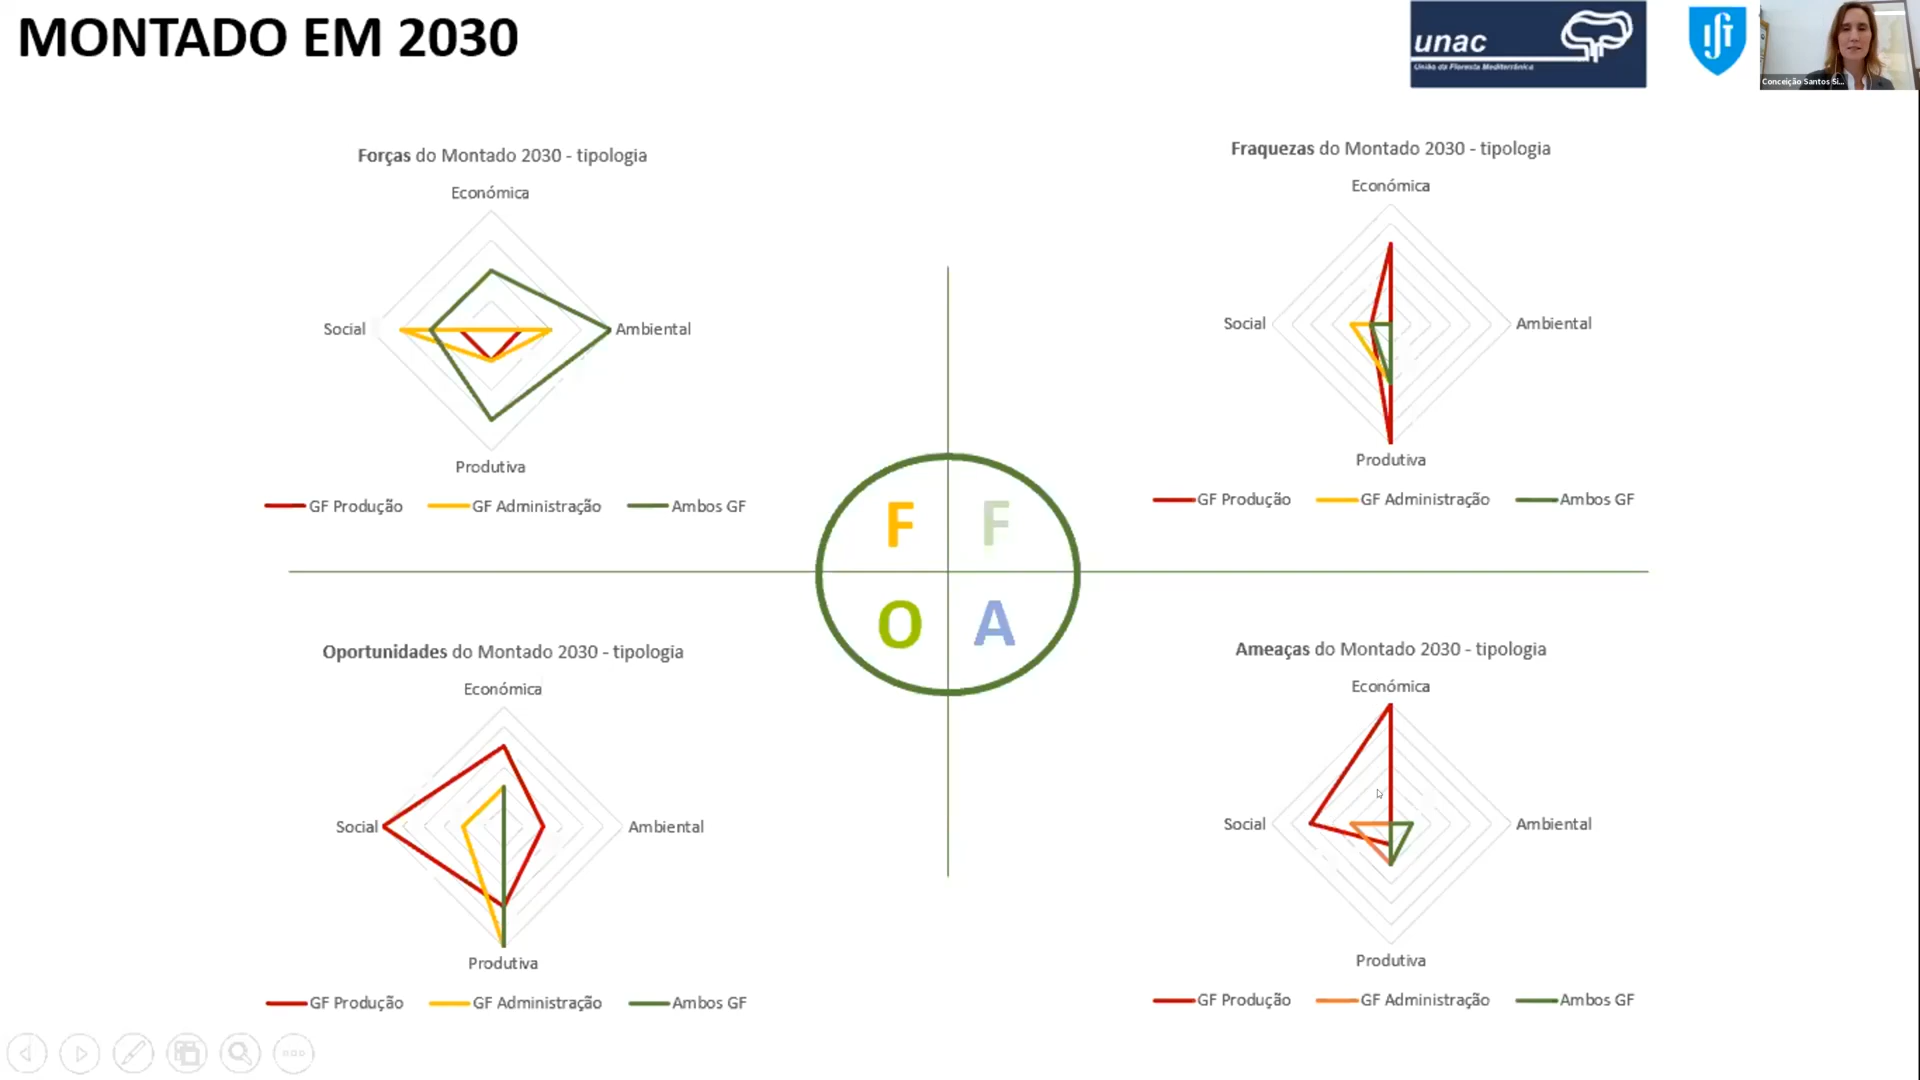 MONTADO EM 2030
unac
União da Floresta Mediterrânica
Conceição Santos Si...
Forças do Montado 2030 - tipologia
Económica
Social
Ambiental
Produtiva
GF Produção
GF Administração
Ambos GF
Fraquezas do Montado 2030 - tipologia
Económica
Social
Ambiental
Produtiva
GF Produção
GF Administração
Ambos GF
F F
O A
Oportunidades do Montado 2030 - tipologia
Económica
Social
Ambiental
Produtiva
GF Produção
GF Administração
Ambos GF
Ameaças do Montado 2030 - tipologia
Económica
Social
Ambiental
Produtiva
GF Produção
GF Administração
Ambos GF